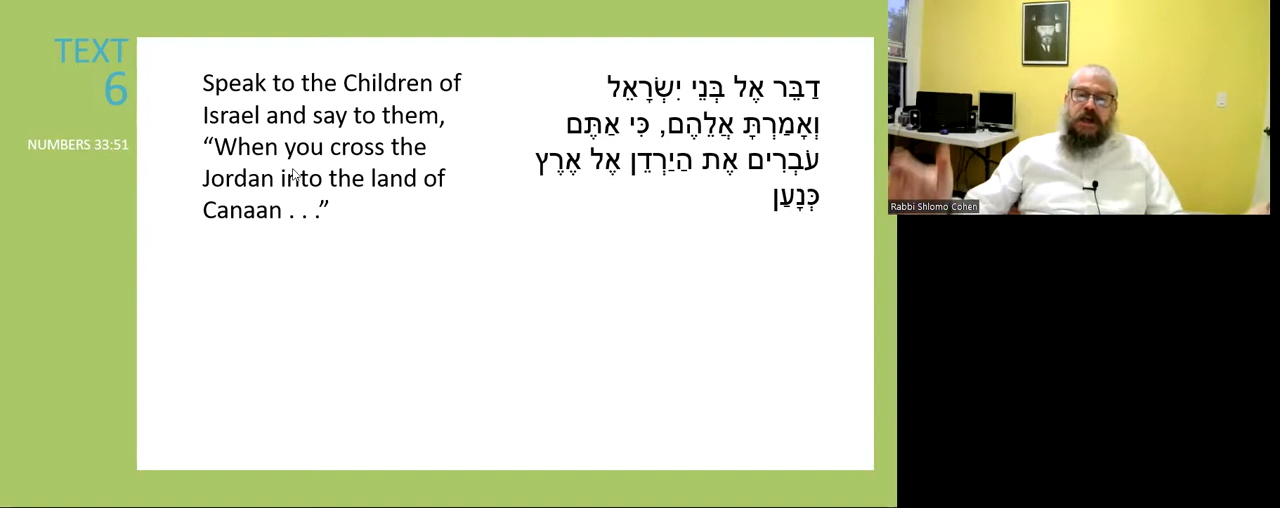 TEXT
6
NUMBERS 33:51
Speak to the Children of
Israel and say to them,
“When you cross the
Jordan into the land of
Canaan . . .”
דַבֵּר אֶל בְּנֵי יִשְׂרָאֵל
וְאָמַרְתָּ אֲלֵהֶם, כִּי אַתֶּם
עֹבְרִים אֶת הַיַרְדֵן אֶל אֶרֶץ
כְּנָעַן
Rabbi Shlomo Cohen